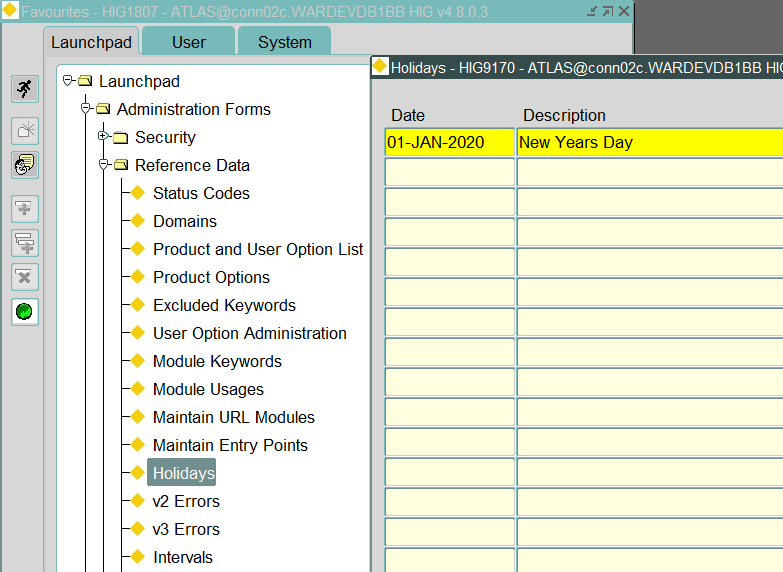 Favourites - HIG1807 - ATLAS@conn02c.WARDEVDB1BB HIG v4.8.0.3
Launchpad
User
System
Launchpad
Administration Forms
Security
Reference Data
Status Codes
Domains
Product and User Option List
Product Options
Excluded Keywords
User Option Administration
Module Keywords
Module Usages
Maintain URL Modules
Maintain Entry Points
Holidays
v2 Errors
v3 Errors
Intervals
Holidays - HIG9170 - ATLAS@conn02c.WARDEVDB1BB HIG
Date Description
01-JAN-2020 New Years Day